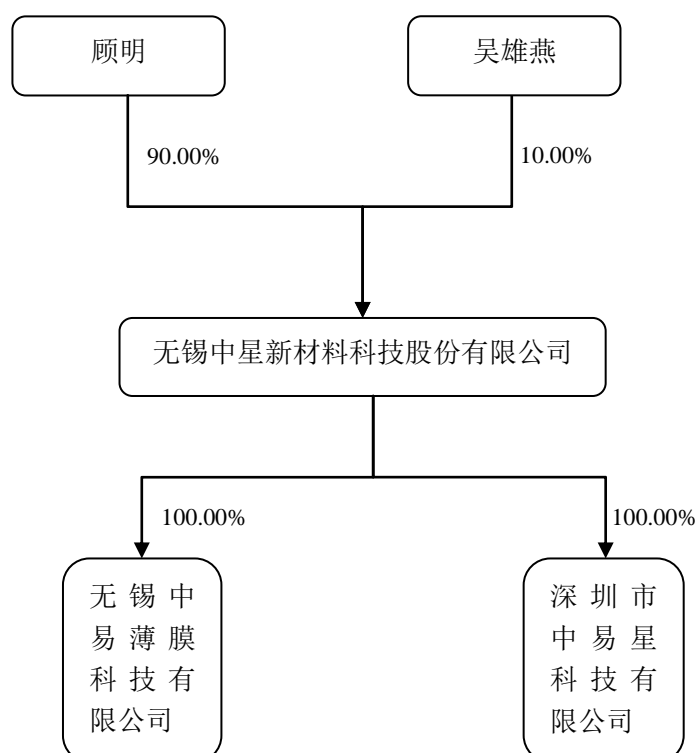 顾明
吴雄燕
90.00%
10.00%
无锡中星新材料科技股份有限公司
100.00%
100.00%
无锡中
易薄膜
科技有
限公司
深圳市
中易星
科技有
限公司